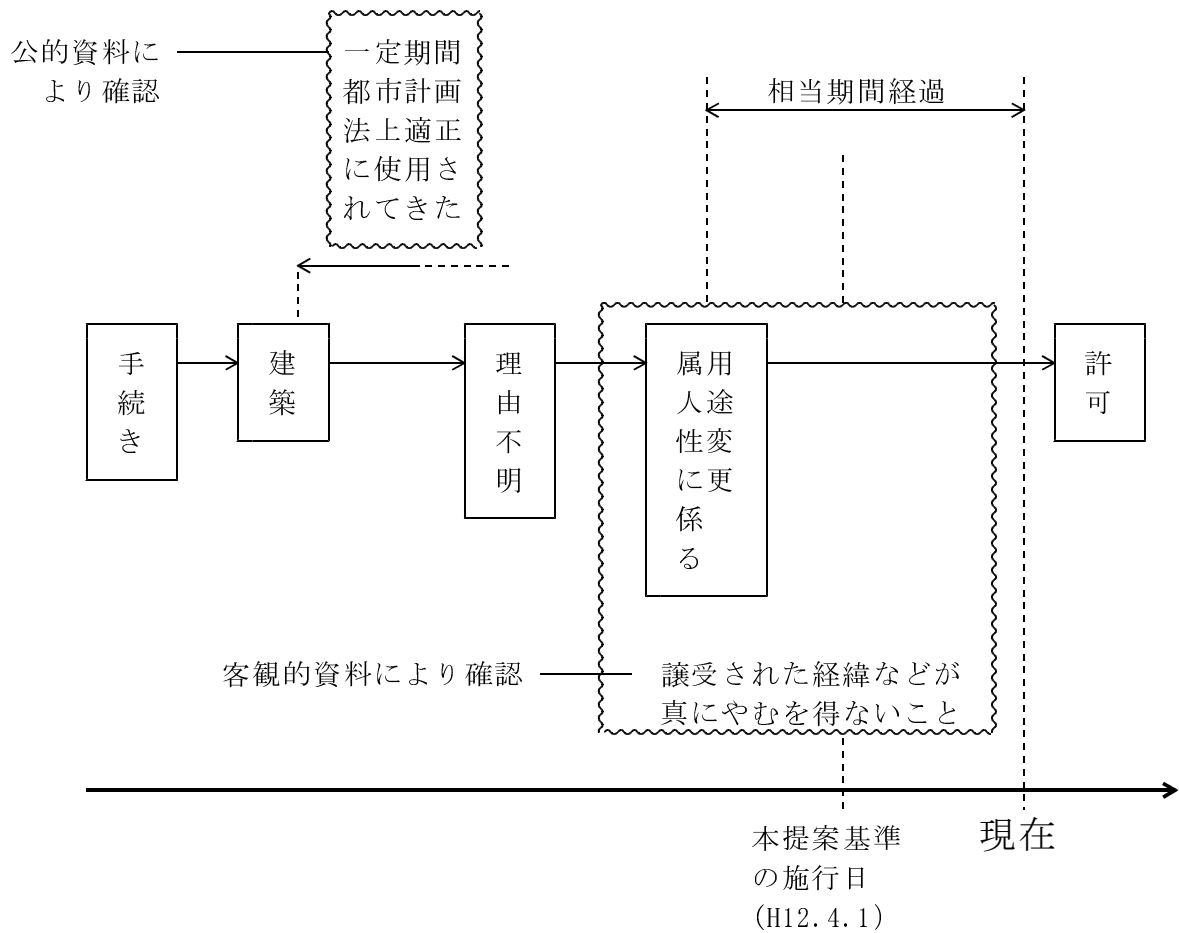 公的資料に
より確認
一定期間
都市計画
法上適正
に使用さ
れてきた
相当期間経過
手続き
建築
理由不明
用途変更
属人性に係る
許可
客観的資料により確認
譲受された経緯などが
真にやむを得ないこと
本提案基準
の施行日
(H12.4.1)
現在